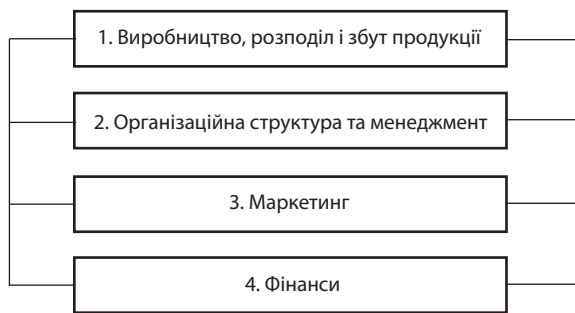 1. Виробництво, розподіл і збут продукції
2. Організаційна структура та менеджмент
3. Маркетинг
4. Фінанси